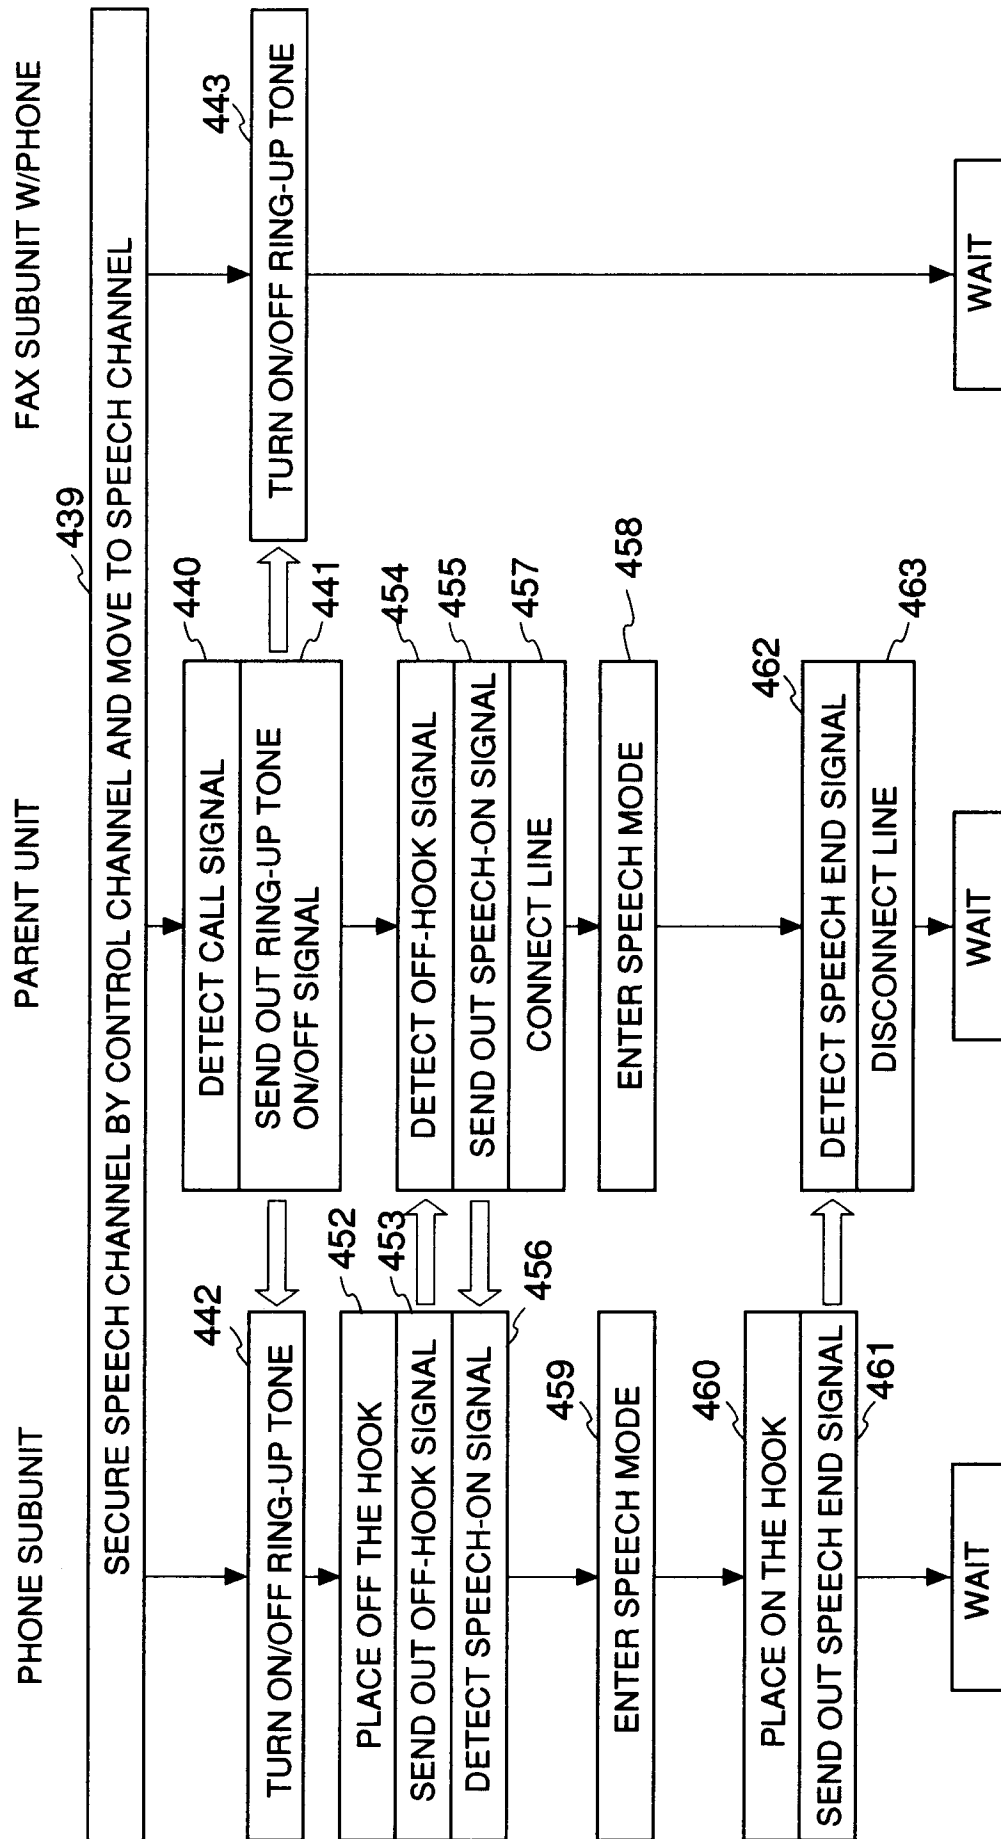 PHONE SUBUNIT
PARENT UNIT
FAX SUBUNIT W/PHONE
439
SECURE SPEECH CHANNEL BY CONTROL CHANNEL AND MOVE TO SPEECH CHANNEL
440
DETECT CALL SIGNAL
441
SEND OUT RING-UP TONE
ON/OFF SIGNAL
442
TURN ON/OFF RING-UP TONE
443
TURN ON/OFF RING-UP TONE
452
PLACE OFF THE HOOK
453
SEND OUT OFF-HOOK SIGNAL
454
DETECT OFF-HOOK SIGNAL
455
SEND OUT SPEECH-ON SIGNAL
456
DETECT SPEECH-ON SIGNAL
457
CONNECT LINE
458
ENTER SPEECH MODE
459
ENTER SPEECH MODE
460
PLACE ON THE HOOK
461
SEND OUT SPEECH END SIGNAL
462
DETECT SPEECH END SIGNAL
463
DISCONNECT LINE
WAIT
WAIT
WAIT